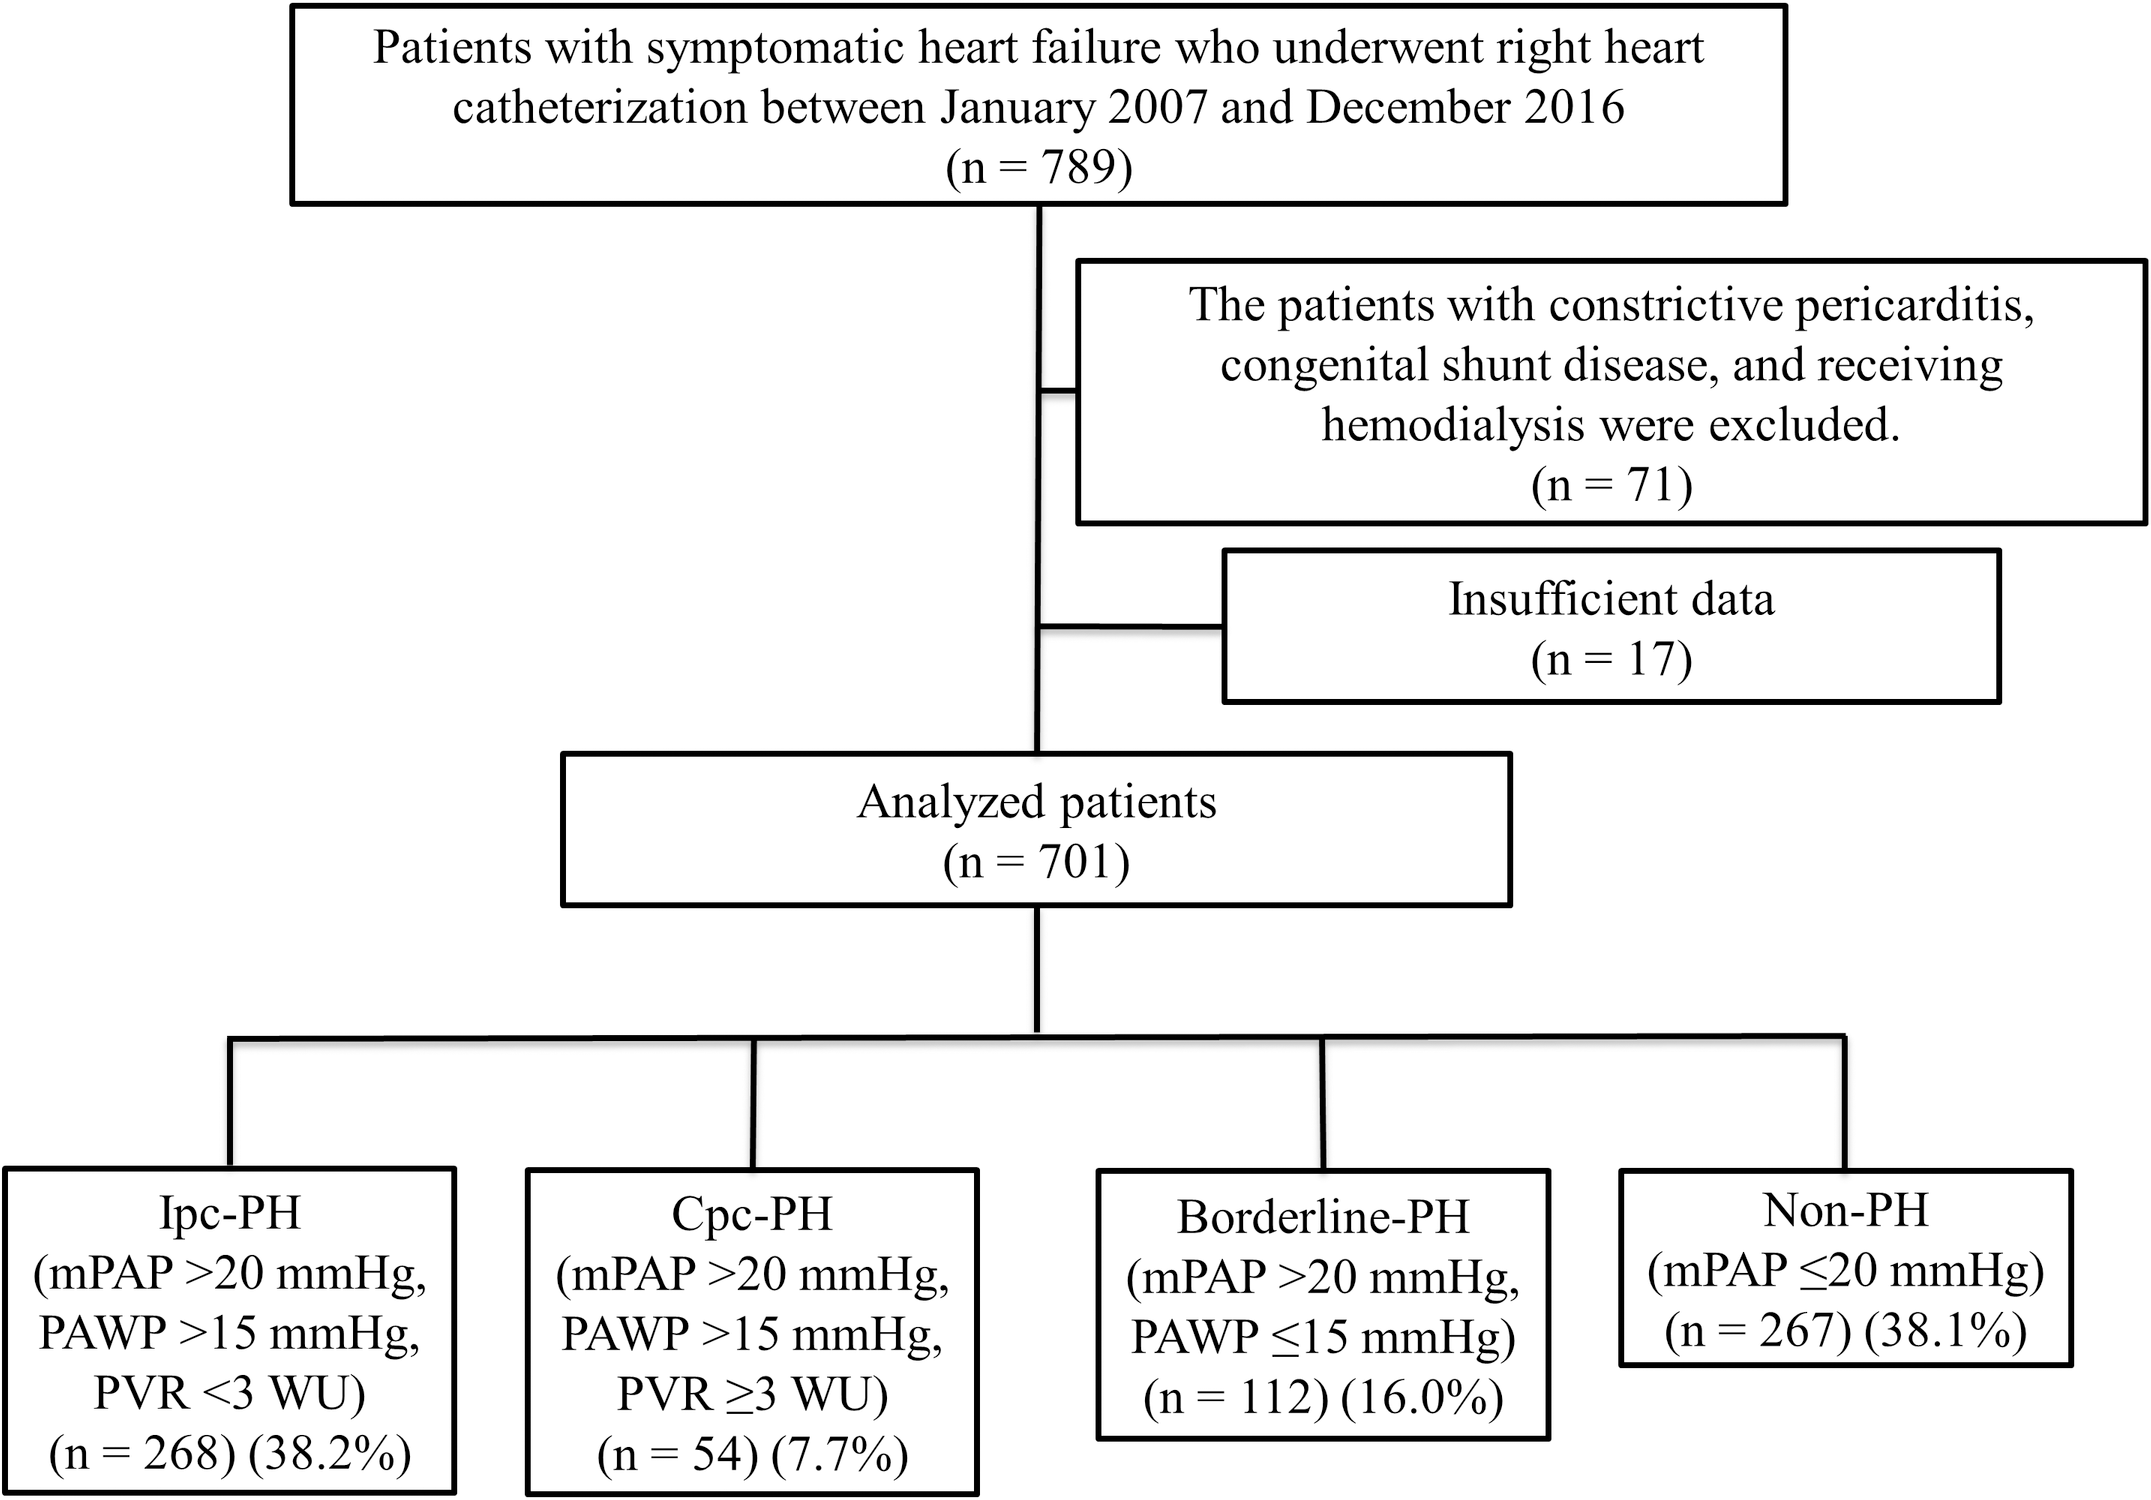 Patients with symptomatic heart failure who underwent right heart
catheterization between January 2007 and December 2016
(n = 789)
The patients with constrictive pericarditis,
congenital shunt disease, and receiving
hemodialysis were excluded.
(n = 71)
Insufficient data
(n = 17)
Analyzed patients
(n = 701)
Ipc-PH
(mPAP >20 mmHg,
PAWP >15 mmHg,
PVR <3 WU)
(n = 268) (38.2%)
Cpc-PH
(mPAP >20 mmHg,
PAWP >15 mmHg,
PVR ≥3 WU)
(n = 54) (7.7%)
Borderline-PH
(mPAP >20 mmHg,
PAWP ≤15 mmHg)
(n = 112) (16.0%)
Non-PH
(mPAP ≤20 mmHg)
(n = 267) (38.1%)